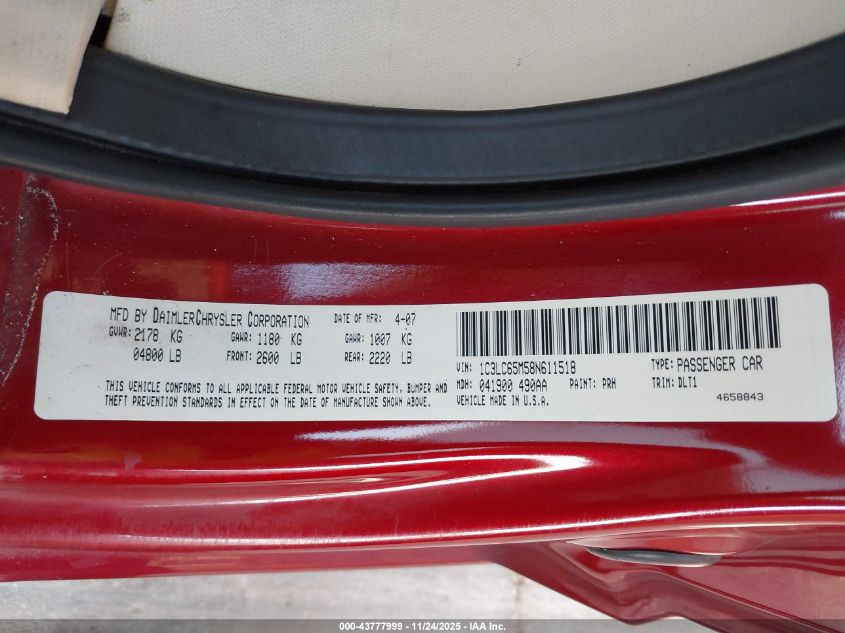 MFD BY DAIMLERCHRYSLER CORPORATION DATE OF MFR: 4-07
GVWR: 2178 KG GAWR: 1180 KG GAWR: 1007 KG
04800 LB FRONT: 2600 LB REAR: 2220 LB
THIS VEHICLE CONFORMS TO ALL APPLICABLE FEDERAL MOTOR VEHICLE SAFETY, BUMPER AND
THEFT PREVENTION STANDARDS IN EFFECT ON THE DATE OF MANUFACTURE SHOWN ABOVE.
VIN: 1C3LC65M58N611518 TYPE: PASSENGER CAR
MDH: 041900 490AA PAINT: PRH TRIM: DLT1
VEHICLE MADE IN U.S.A. 4658843
000-43777999 — 11/24/2025 — IAA Inc.